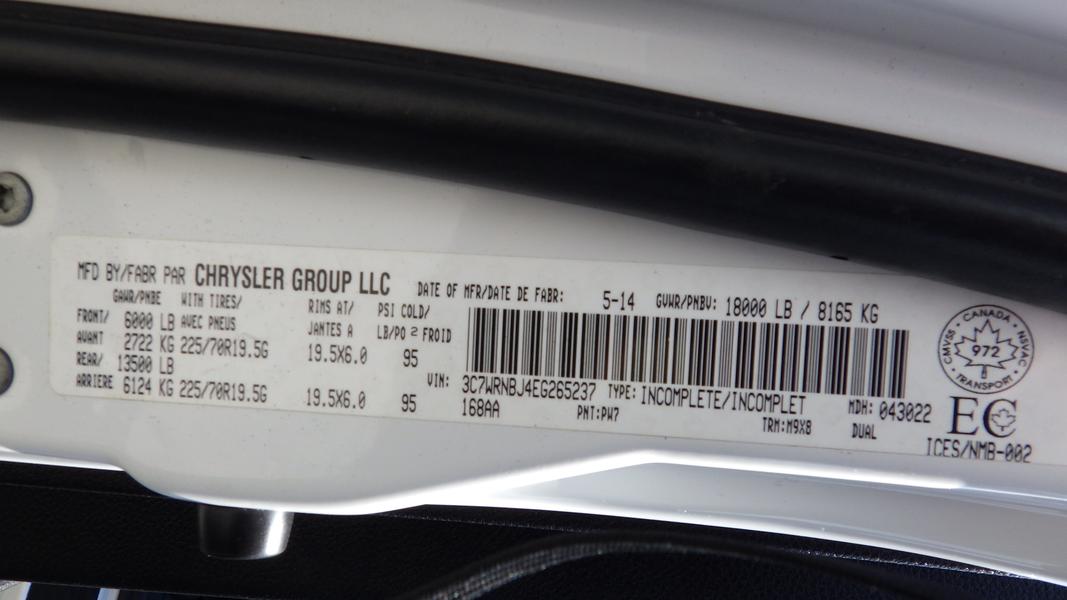 MFD BY/FABR PAR CHRYSLER GROUP LLC DATE OF MFR/DATE DE FABR: 5-14 GVWR/PNBV: 18000 LB / 8165 KG
GAWR/PNBE WITH TIRES/ RIMS AT/ PSI COLD/
FRONT/ 6000 LB AVEC PNEUS JANTES A LB/PO 2 FROID
AVANT 2722 KG 225/70R19.5G 19.5X6.0 95
REAR/ 13500 LB
ARRIERE 6124 KG 225/70R19.5G 19.5X6.0 95
VIN: 3C7WRNBJ4EG265237 TYPE: INCOMPLETE/INCOMPLET MDH: 043022
168AA PNT:PW7 TRM:M9X8 DUAL
CANADA
CMVSS NSVAC
972
TRANSPORT
EC
ICES/NMB-002